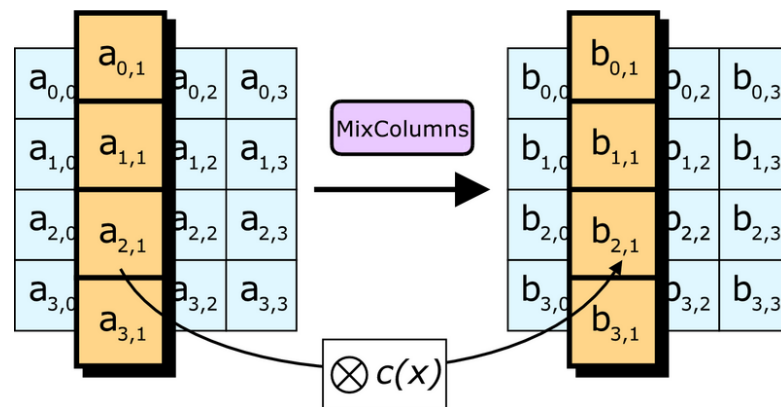 a0,0 a0,1 a0,2 a0,3
a1,0 a1,1 a1,2 a1,3
a2,0 a2,1 a2,2 a2,3
a3,0 a3,1 a3,2 a3,3
MixColumns
b0,0 b0,1 b0,2 b0,3
b1,0 b1,1 b1,2 b1,3
b2,0 b2,1 b2,2 b2,3
b3,0 b3,1 b3,2 b3,3
⊗ c(x)